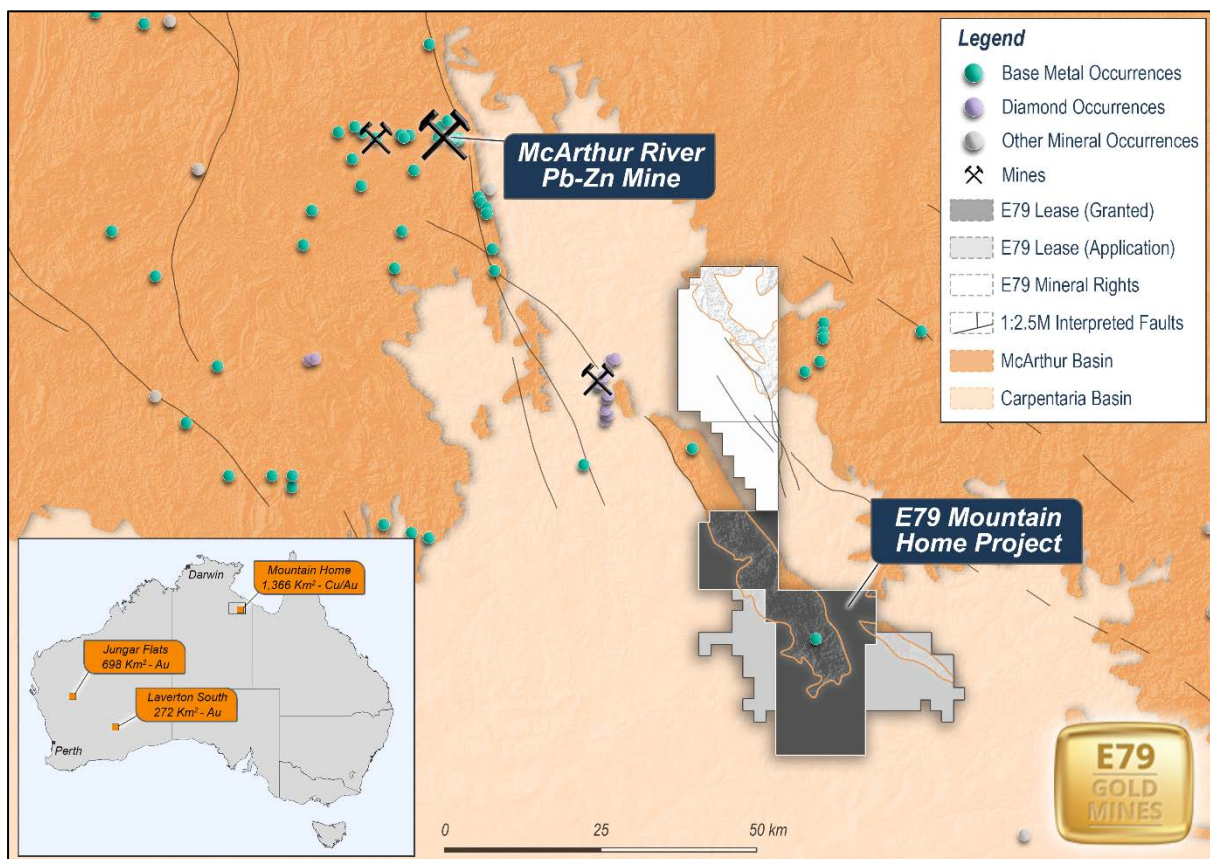 Legend
Base Metal Occurrences
Diamond Occurrences
Other Mineral Occurrences
Mines
E79 Lease (Granted)
E79 Lease (Application)
E79 Mineral Rights
1:2.5M Interpreted Faults
McArthur Basin
Carpentaria Basin
McArthur River
Pb-Zn Mine
E79 Mountain
Home Project
Darwin
Mountain Home
1,366 Km² - Cu/Au
Jungar Flats
698 Km² - Au
Laverton South
272 Km² - Au
Perth
0 25 50 km
E79
GOLD
MINES